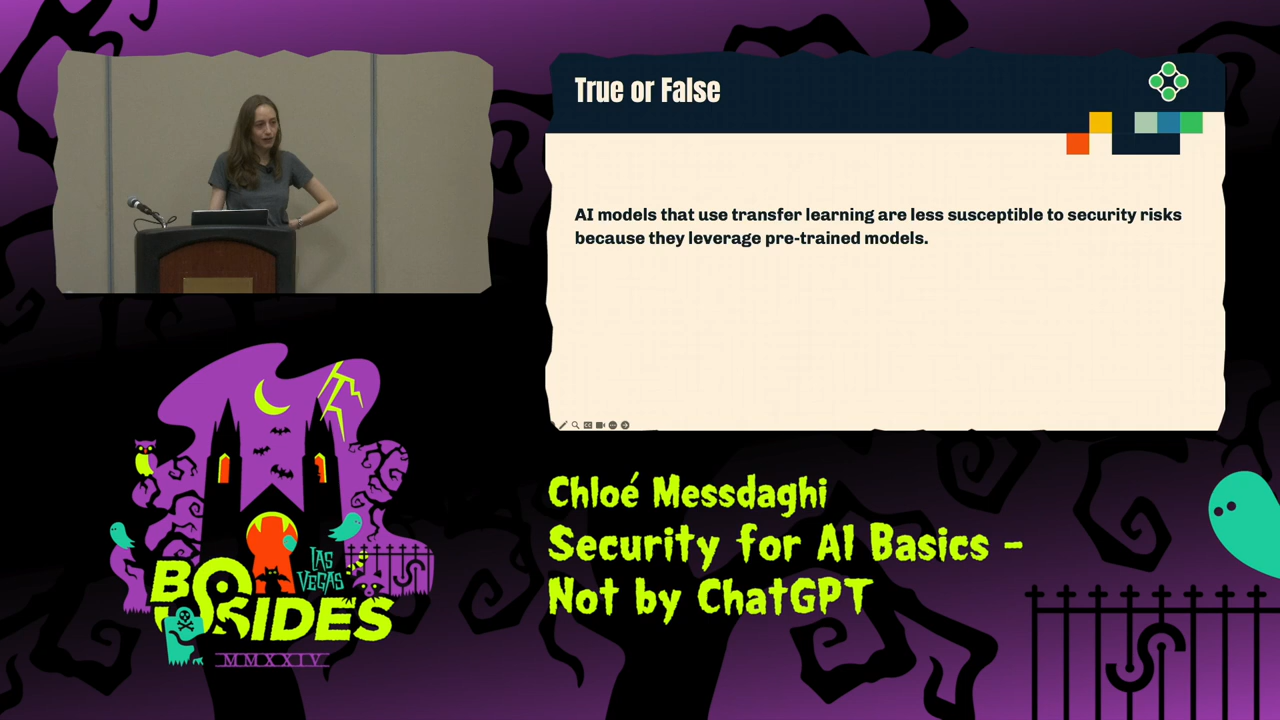 True or False
AI models that use transfer learning are less susceptible to security risks
because they leverage pre-trained models.
Chloé Messdaghi
Security for AI Basics -
Not by ChatGPT
BSIDES
LAS
VEGAS
MMXXIV